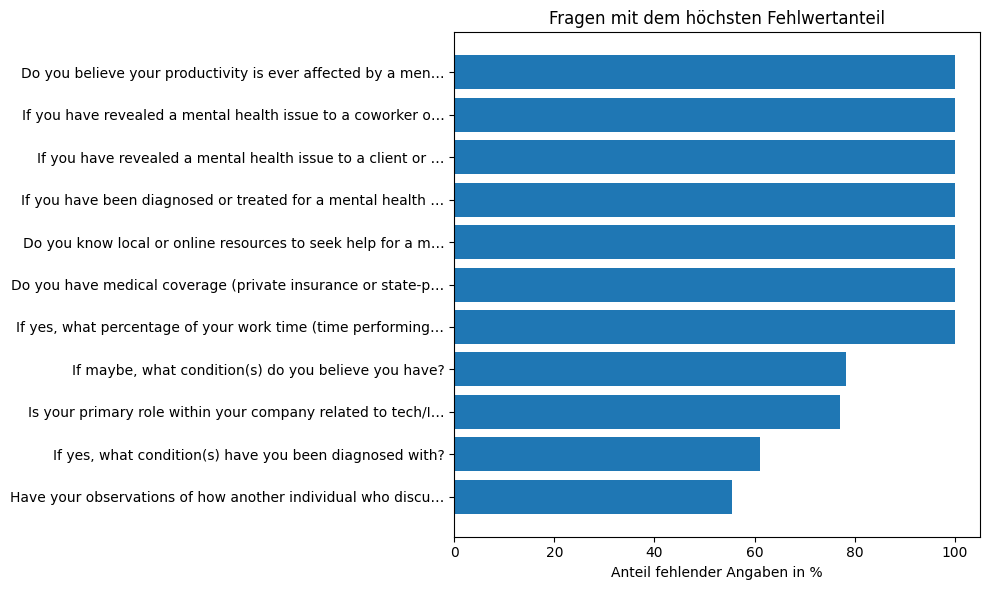 Fragen mit dem höchsten Fehlwertanteil
Do you believe your productivity is ever affected by a men...
If you have revealed a mental health issue to a coworker o...
If you have revealed a mental health issue to a client or ...
If you have been diagnosed or treated for a mental health ...
Do you know local or online resources to seek help for a m...
Do you have medical coverage (private insurance or state-p...
If yes, what percentage of your work time (time performing...
If maybe, what condition(s) do you believe you have?
Is your primary role within your company related to tech/I...
If yes, what condition(s) have you been diagnosed with?
Have your observations of how another individual who discu...
0 20 40 60 80 100
Anteil fehlender Angaben in %